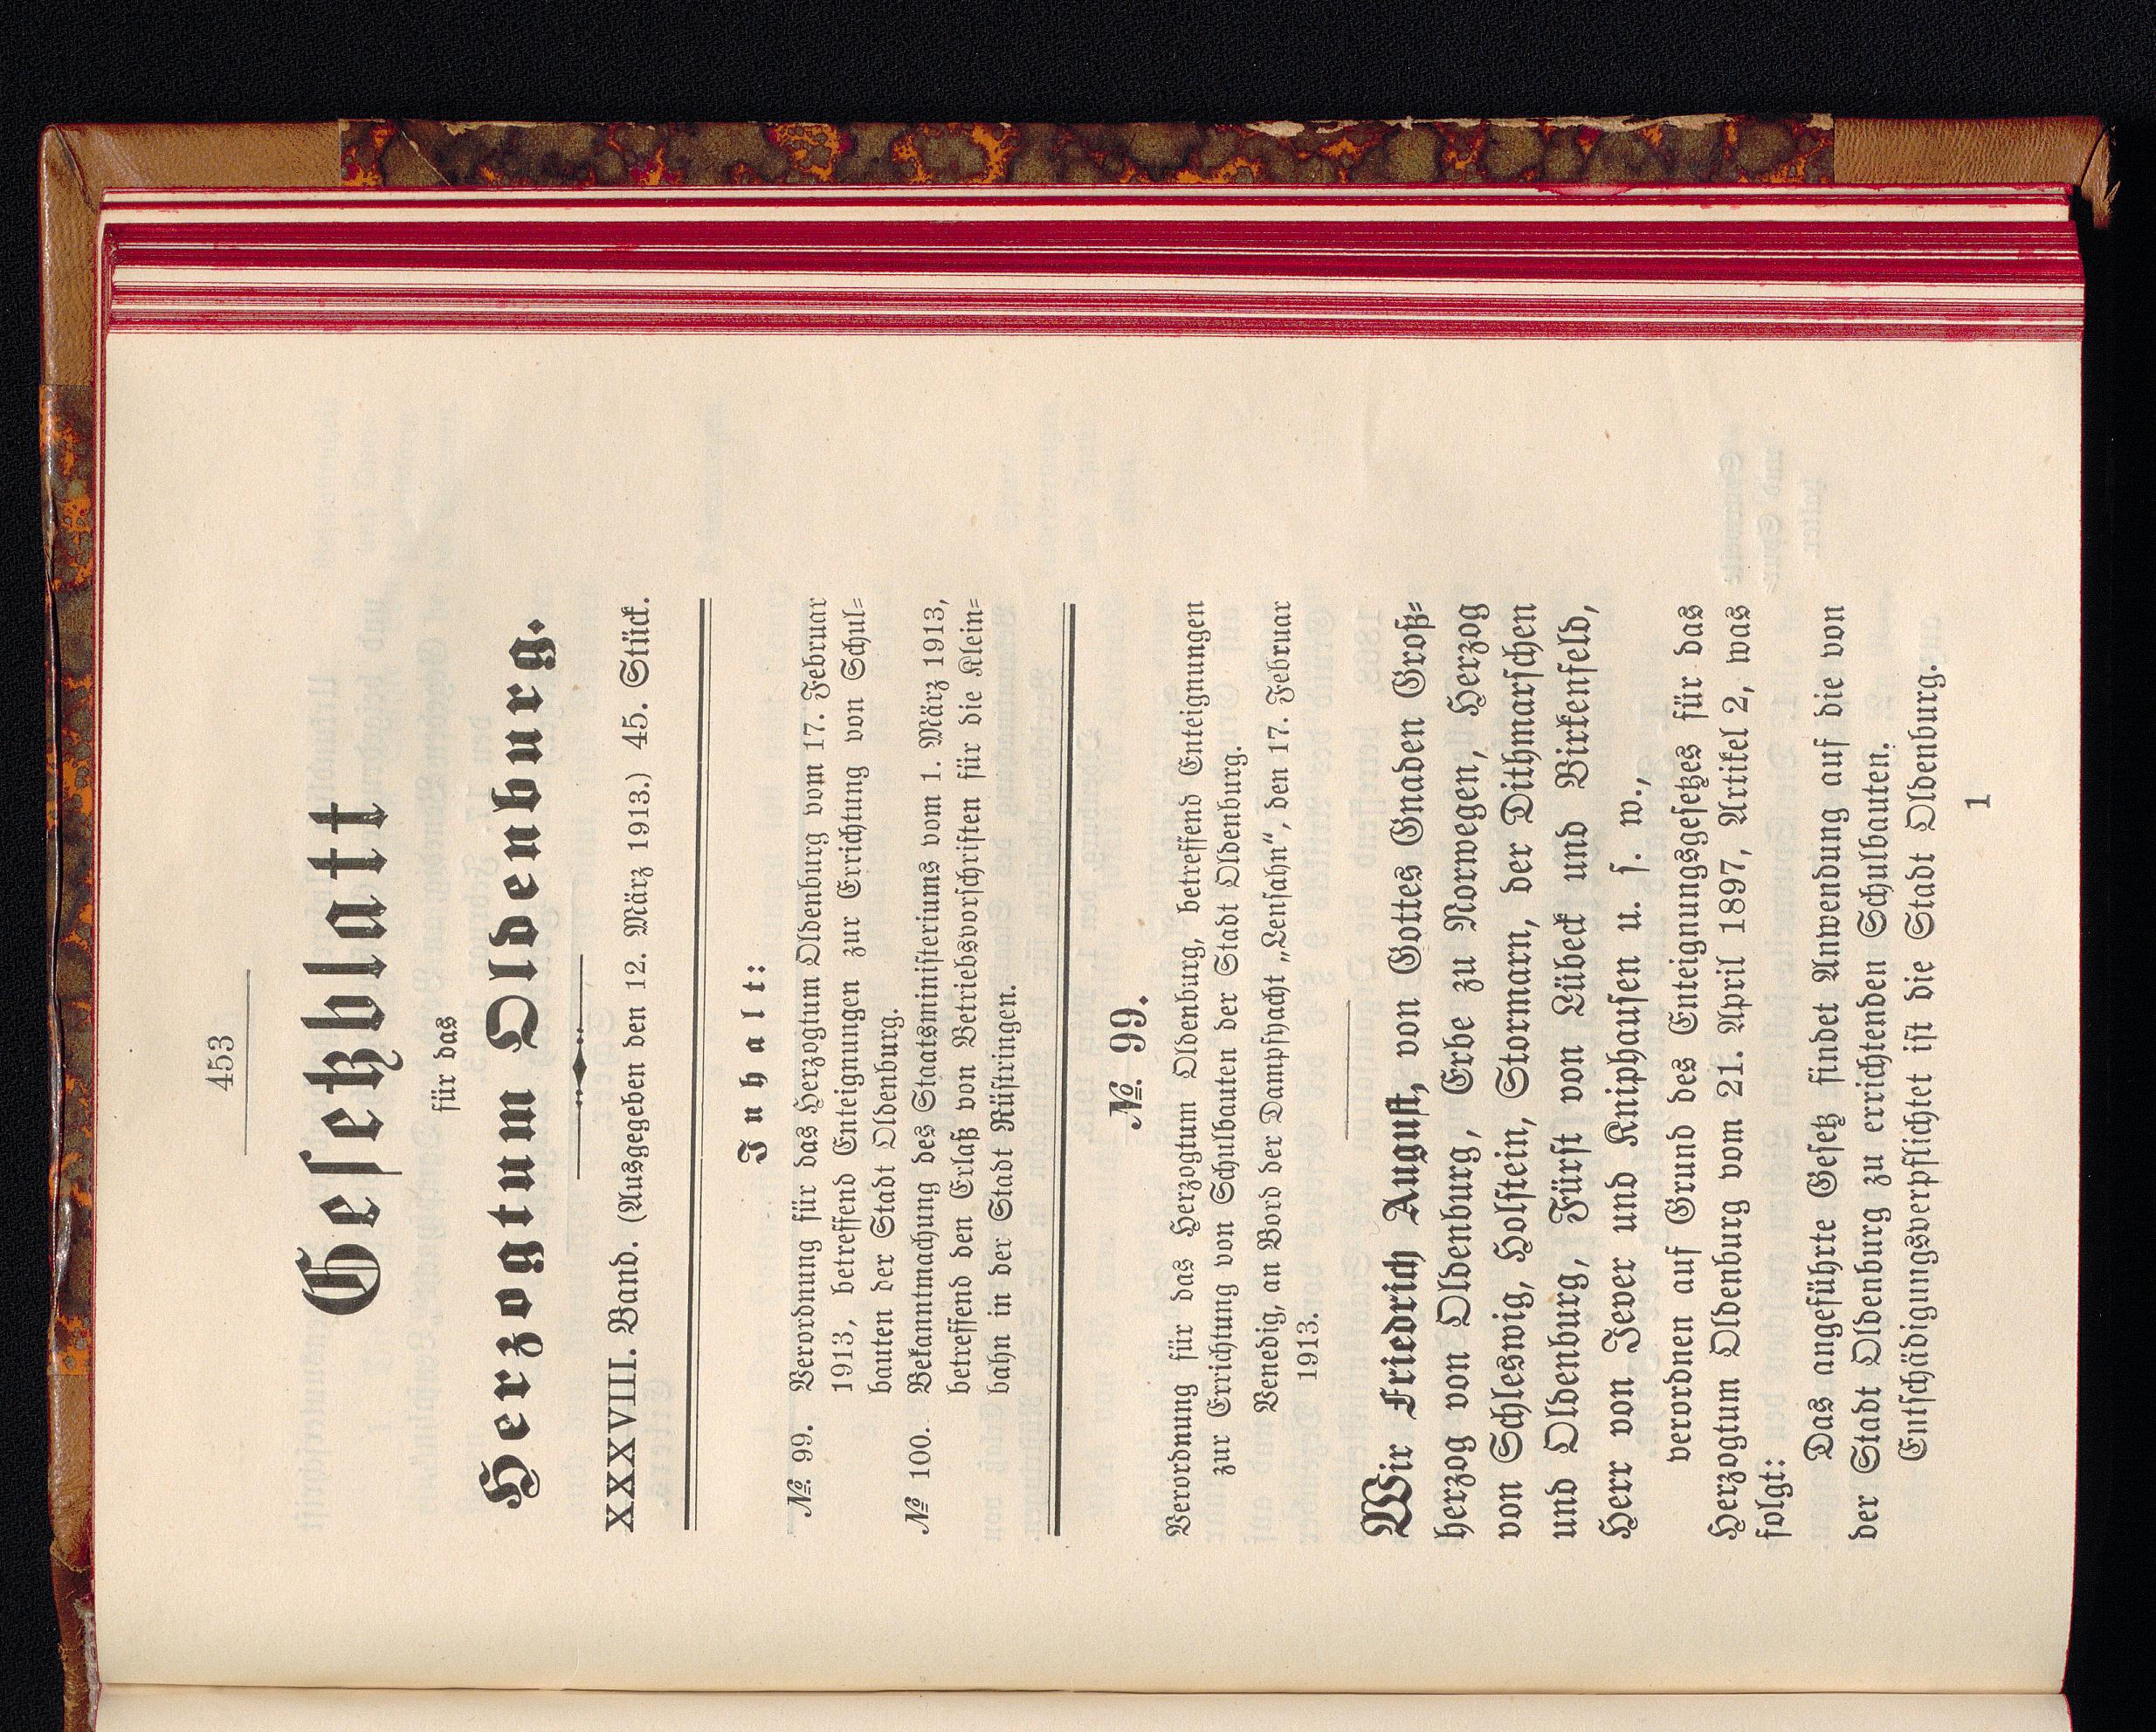 453
Gesetzblatt
für das
Herzogtum Oldenburg.
XXXVIII. Band. (Ausgegeben den 12. März 1913.) 45. Stück.
Inhalt:
№ 99. Verordnung für das Herzogtum Oldenburg vom 17. Februar
1913, betreffend Enteignungen zur Errichtung von Schul=
bauten der Stadt Oldenburg.
№ 100. Bekanntmachung des Staatsministeriums vom 1. März 1913,
betreffend den Erlaß von Betriebsvorschriften für die Klein=
bahn in der Stadt Rüstringen.
№ 99.
Verordnung für das Herzogtum Oldenburg, betreffend Enteignungen
zur Errichtung von Schulbauten der Stadt Oldenburg.
Venedig, an Bord der Dampfyacht „Lensahn“, den 17. Februar
1913.
Wir Friedrich August, von Gottes Gnaden Groß=
herzog von Oldenburg, Erbe zu Norwegen, Herzog
von Schleswig, Holstein, Stormarn, der Dithmarschen
und Oldenburg, Fürst von Lübeck und Birkenfeld,
Herr von Jever und Kniphausen u. s. w.,
verordnen auf Grund des Enteignungsgesetzes für das
Herzogtum Oldenburg vom 21. April 1897, Artikel 2, was
folgt:
Das angeführte Gesetz findet Anwendung auf die von
der Stadt Oldenburg zu errichtenden Schulbauten.
Entschädigungsverpflichtet ist die Stadt Oldenburg.
1